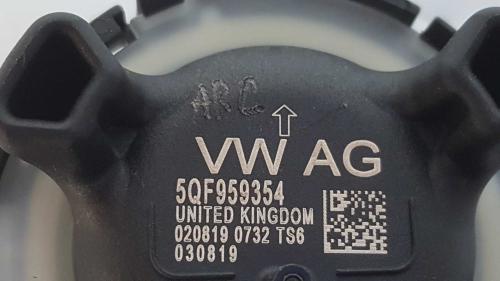 ARC
VW AG
5QF959354
UNITED KINGDOM
020819 0732 TS6
030819